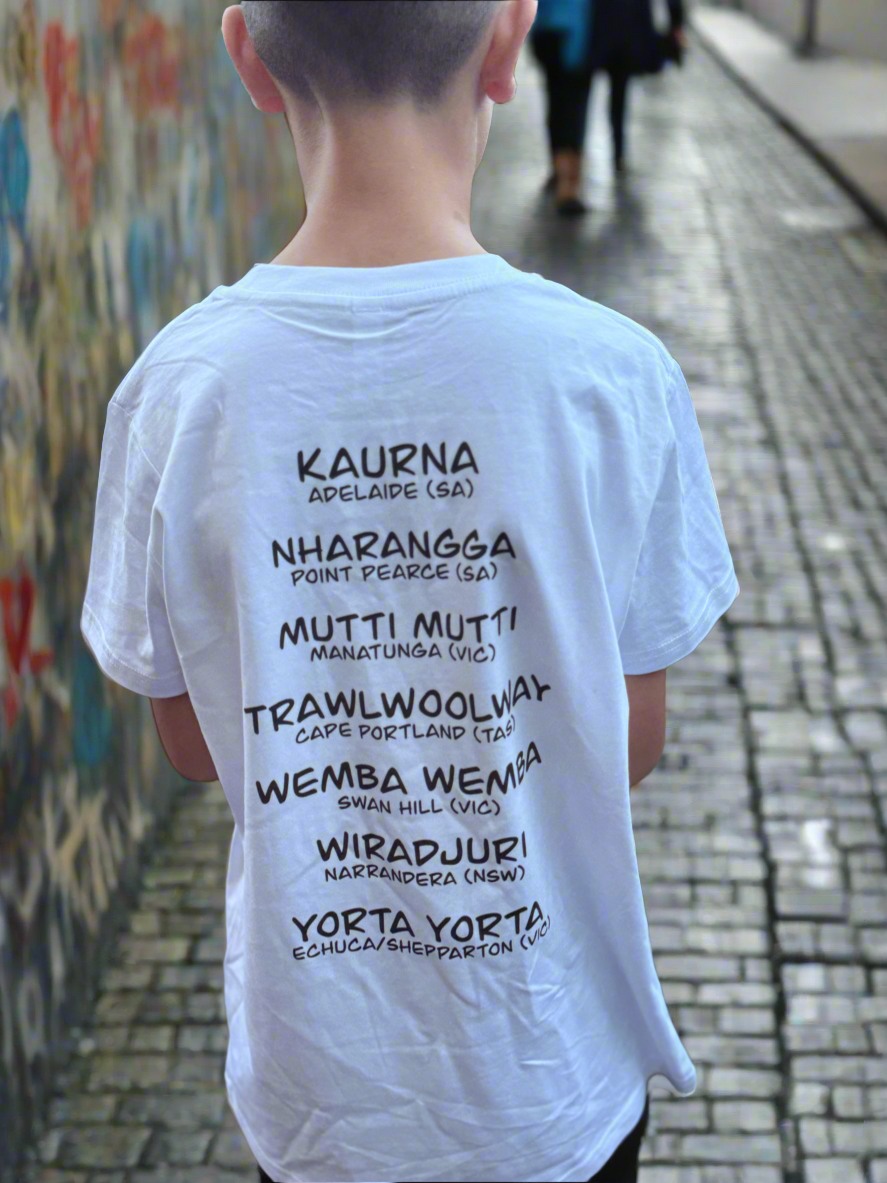 KAURNA
ADELAIDE (SA)
NHARANGGA
POINT PEARCE (SA)
MUTTI MUTTI
MANATUNGA (VIC)
TRAWLWOOLWAY
CAPE PORTLAND (TAS)
WEMBA WEMBA
SWAN HILL (VIC)
WIRADJURI
NARRANDERA (NSW)
YORTA YORTA
ECHUCA/SHEPPARTON (VIC)